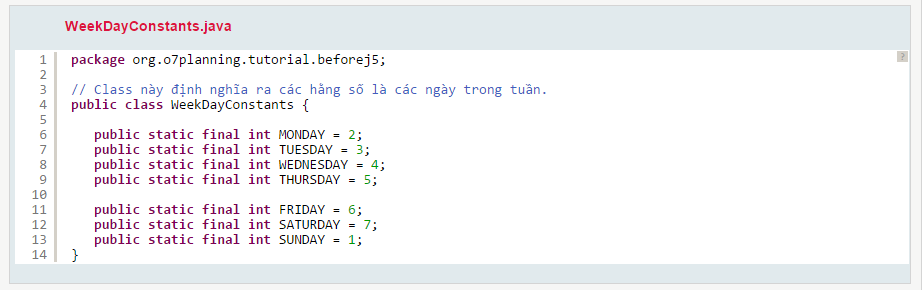 WeekDayConstants.java
?
1 package org.o7planning.tutorial.beforej5;
2
3 // Class này định nghĩa ra các hằng số là các ngày trong tuần.
4 public class WeekDayConstants {
5
6 public static final int MONDAY = 2;
7 public static final int TUESDAY = 3;
8 public static final int WEDNESDAY = 4;
9 public static final int THURSDAY = 5;
10
11 public static final int FRIDAY = 6;
12 public static final int SATURDAY = 7;
13 public static final int SUNDAY = 1;
14 }